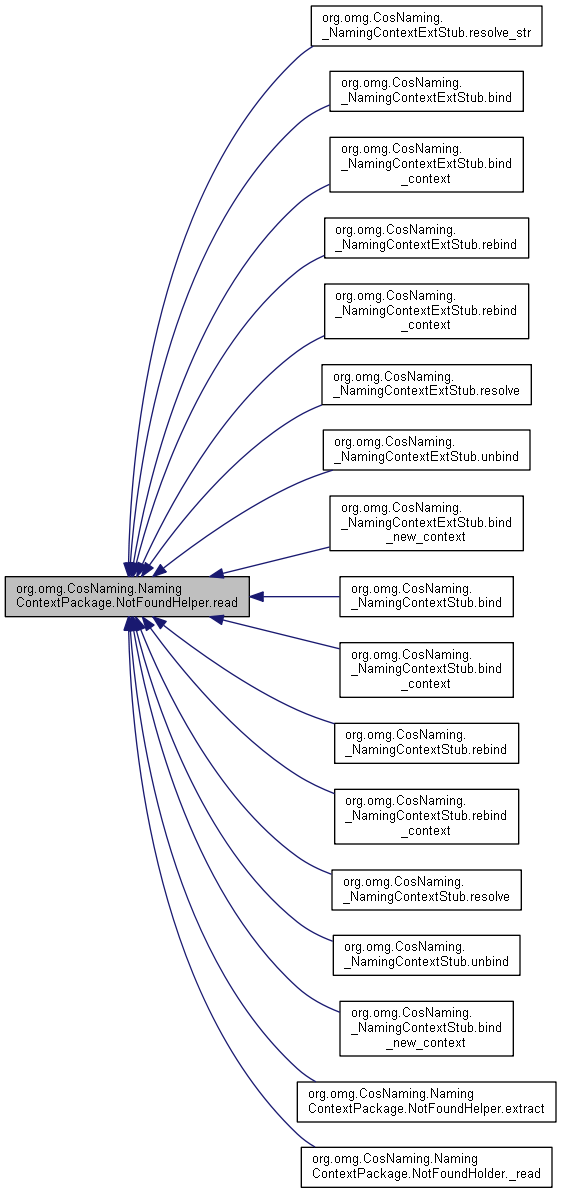 org.omg.CosNaming.
_NamingContextExtStub.resolve_str
org.omg.CosNaming.
_NamingContextExtStub.bind
org.omg.CosNaming.
_NamingContextExtStub.bind
_context
org.omg.CosNaming.
_NamingContextExtStub.rebind
org.omg.CosNaming.
_NamingContextExtStub.rebind
_context
org.omg.CosNaming.
_NamingContextExtStub.resolve
org.omg.CosNaming.
_NamingContextExtStub.unbind
org.omg.CosNaming.
_NamingContextExtStub.bind
_new_context
org.omg.CosNaming.Naming
ContextPackage.NotFoundHelper.read
org.omg.CosNaming.
_NamingContextStub.bind
org.omg.CosNaming.
_NamingContextStub.bind
_context
org.omg.CosNaming.
_NamingContextStub.rebind
org.omg.CosNaming.
_NamingContextStub.rebind
_context
org.omg.CosNaming.
_NamingContextStub.resolve
org.omg.CosNaming.
_NamingContextStub.unbind
org.omg.CosNaming.
_NamingContextStub.bind
_new_context
org.omg.CosNaming.Naming
ContextPackage.NotFoundHelper.extract
org.omg.CosNaming.Naming
ContextPackage.NotFoundHolder._read